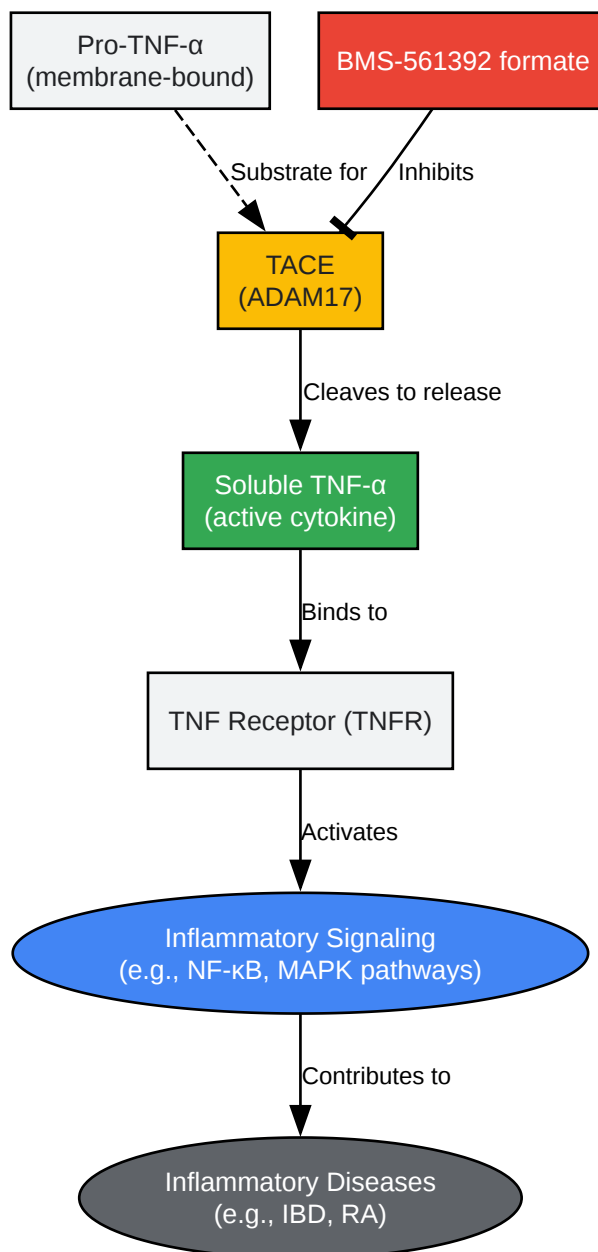 Pro-TNF-α
(membrane-bound)
BMS-561392 formate
Substrate for
Inhibits
TACE
(ADAM17)
Cleaves to release
Soluble TNF-α
(active cytokine)
Binds to
TNF Receptor (TNFR)
Activates
Inflammatory Signaling
(e.g., NF-κB, MAPK pathways)
Contributes to
Inflammatory Diseases
(e.g., IBD, RA)